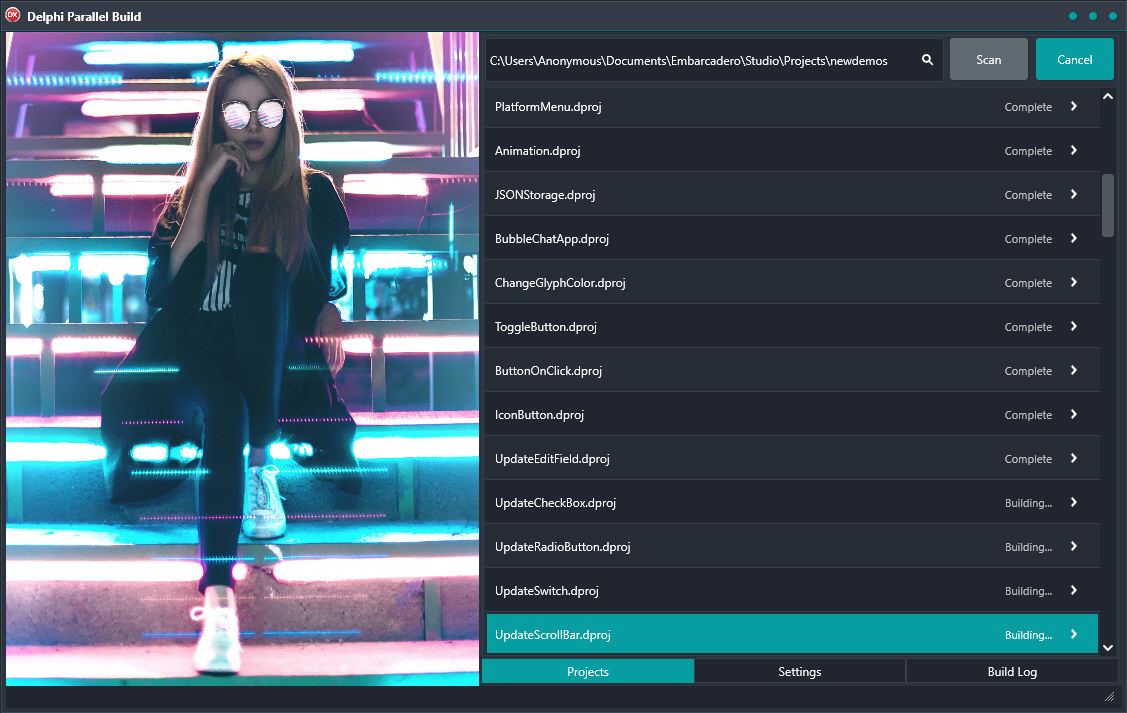 DX Delphi Parallel Build
C:\Users\Anonymous\Documents\Embarcadero\Studio\Projects\newdemos Scan Cancel
PlatformMenu.dproj Complete
Animation.dproj Complete
JSONStorage.dproj Complete
BubbleChatApp.dproj Complete
ChangeGlyphColor.dproj Complete
ToggleButton.dproj Complete
ButtonOnClick.dproj Complete
IconButton.dproj Complete
UpdateEditField.dproj Complete
UpdateCheckBox.dproj Building...
UpdateRadioButton.dproj Building...
UpdateSwitch.dproj Building...
UpdateScrollBar.dproj Building...
Projects Settings Build Log